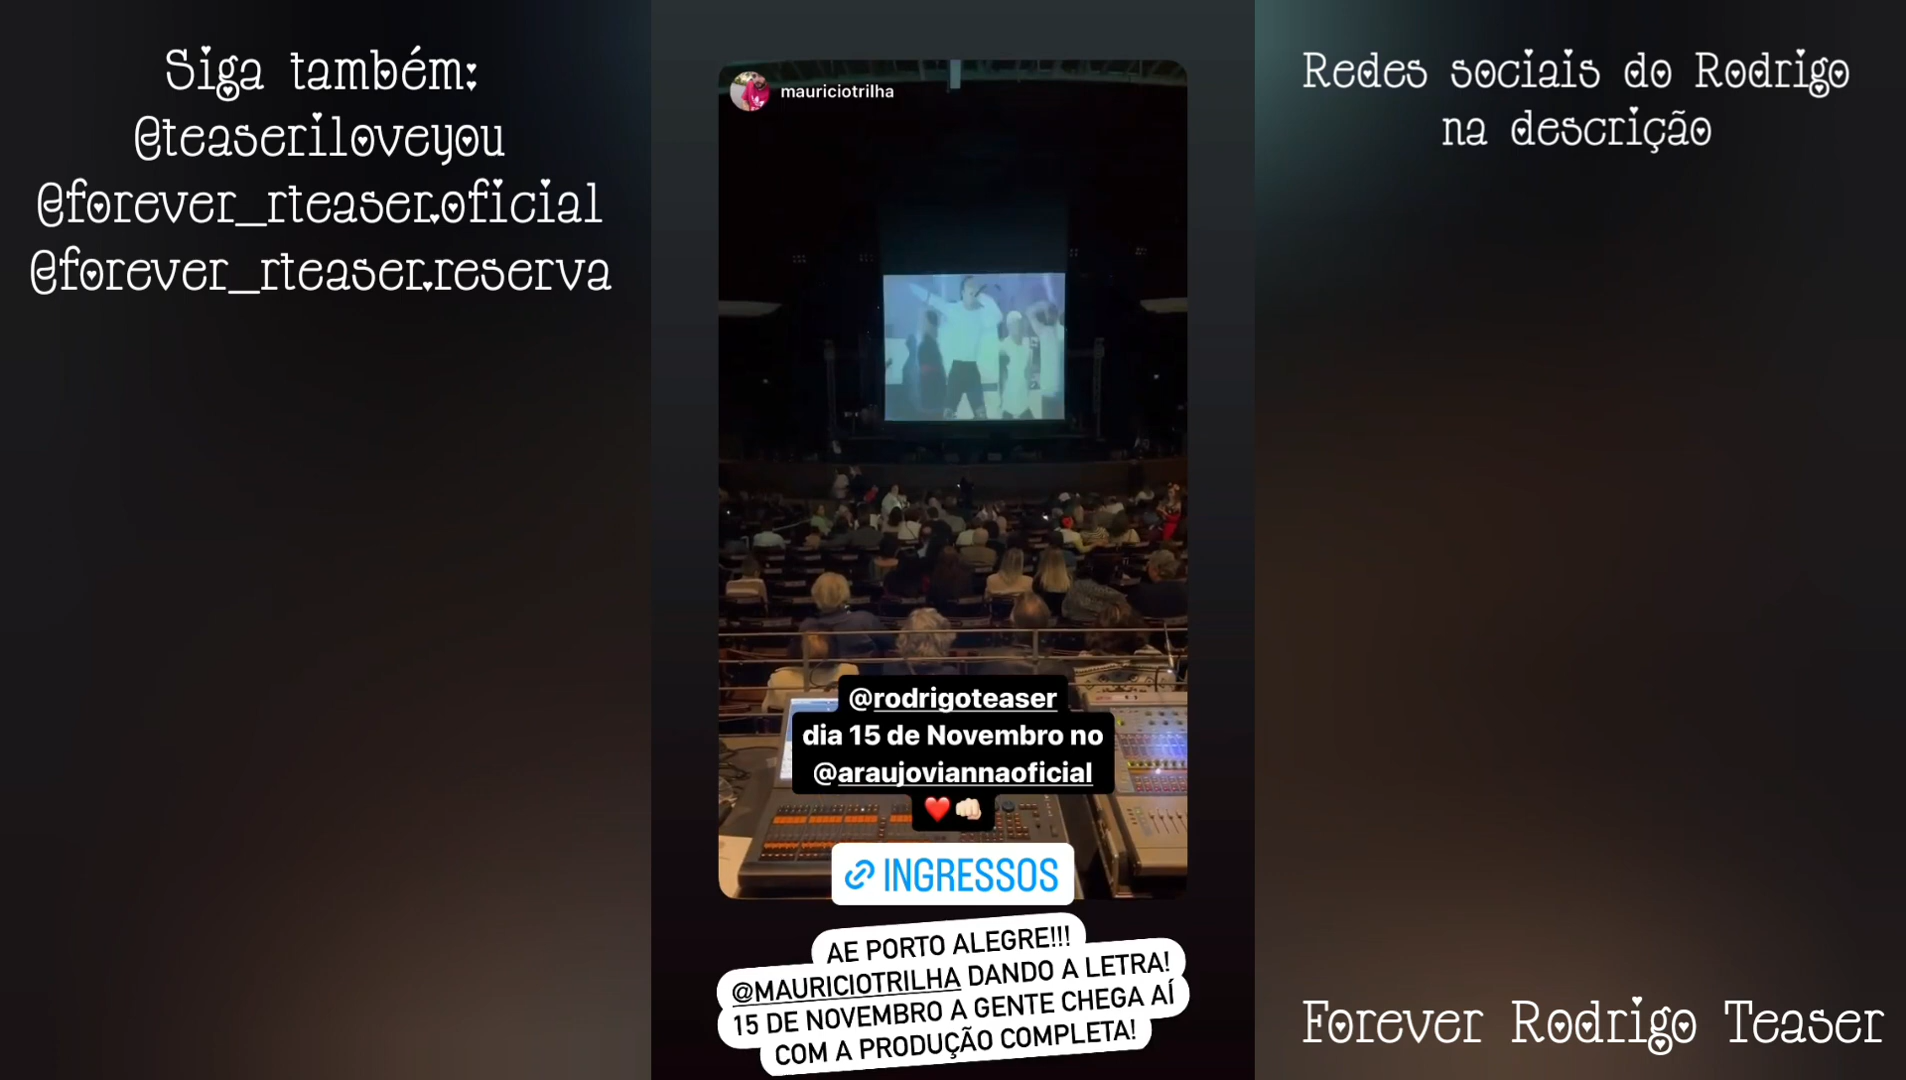 Siga também:
@teaseriloveyou
@forever_rteaser.oficial
@forever_rteaser.reserva
mauriciotrilha
@rodrigoteaser
dia 15 de Novembro no
@araujoviannaoficial
❤️👊🏻
INGRESSOS
AE PORTO ALEGRE!!!
@MAURICIOTRILHA DANDO A LETRA!
15 DE NOVEMBRO A GENTE CHEGA AÍ
COM A PRODUÇÃO COMPLETA!
Redes sociais do Rodrigo
na descrição
Forever Rodrigo Teaser